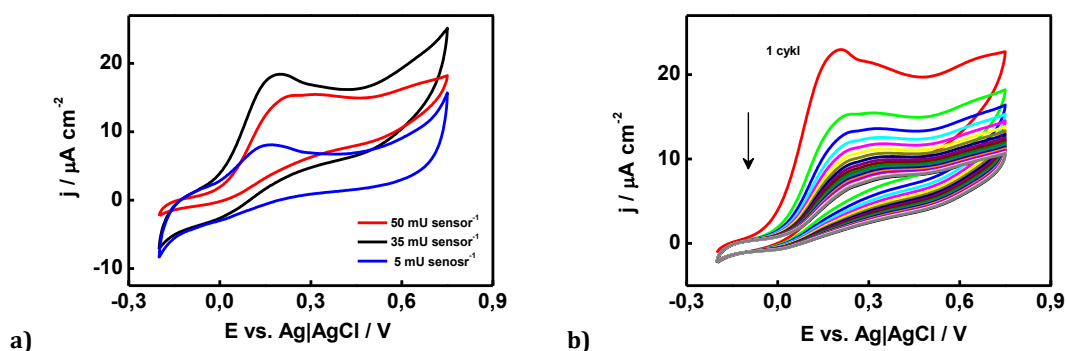 20
10
0
-10
j / µA cm-2
50 mU sensor-1
35 mU sensor-1
5 mU senosr-1
-0,3 0,0 0,3 0,6 0,9
E vs. Ag|AgCl / V
a)
1 cykl
20
10
0
j / µA cm-2
-0,3 0,0 0,3 0,6 0,9
E vs. Ag|AgCl / V
b)